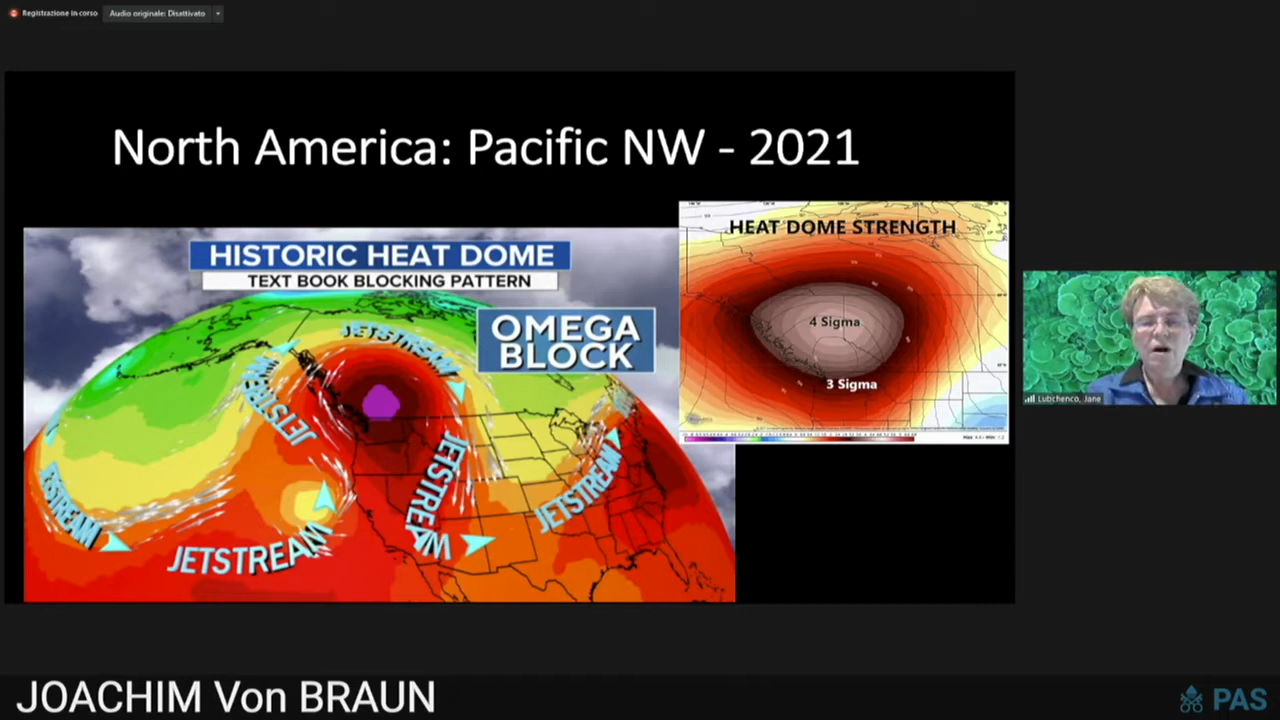 Registrazione in corso
Audio originale: Disattivato
North America: Pacific NW - 2021
HISTORIC HEAT DOME
TEXT BOOK BLOCKING PATTERN
OMEGA
BLOCK
JETSTREAM
JETSTREAM
JETSTREAM
JETSTREAM
JETSTREAM
HEAT DOME STRENGTH
4 Sigma
3 Sigma
Lubchenco, Jane
JOACHIM Von BRAUN
PAS